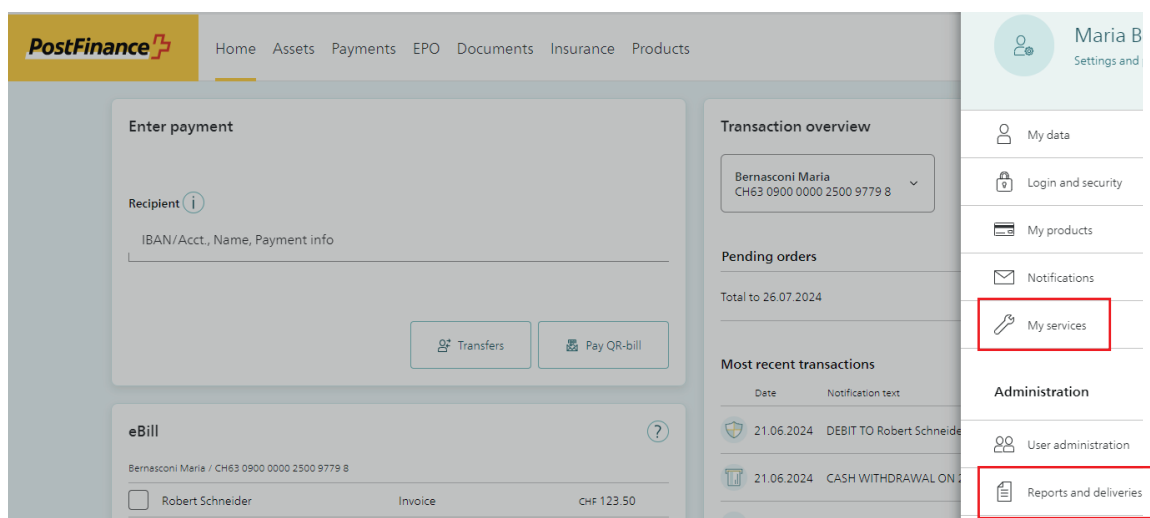 PostFinance
Home Assets Payments EPO Documents Insurance Products
Enter payment
Recipient i
IBAN/Acct., Name, Payment info
Transfers
Pay QR-bill
eBill
?
Bernasconi Maria / CH63 0900 0000 2500 9779 8
Robert Schneider Invoice CHF 123.50
Transaction overview
Bernasconi Maria
CH63 0900 0000 2500 9779 8
Pending orders
Total to 26.07.2024
Most recent transactions
Date Notification text
21.06.2024 DEBIT TO Robert Schneide
21.06.2024 CASH WITHDRAWAL ON 2
Maria B
Settings and
My data
Login and security
My products
Notifications
My services
Administration
User administration
Reports and deliveries